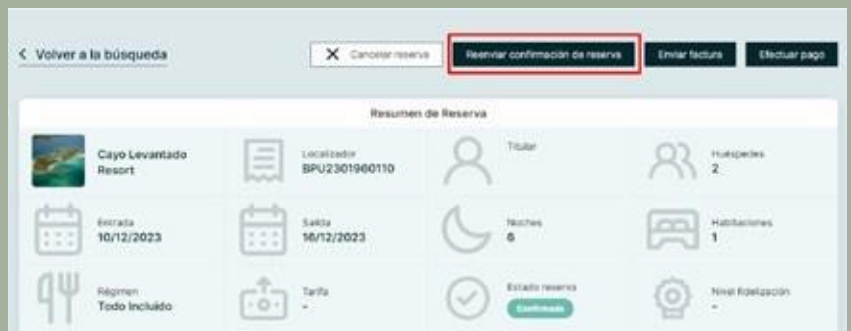 Volver a la búsqueda
Cancelar reserva
Reenviar confirmación de reserva
Enviar factura
Efectuar pago
Resumen de Reserva
Cayo Levantado
Resort
Localizador
BPU2301960110
Titular
Huéspedes
2
Entrada
10/12/2023
Salida
16/12/2023
Noches
6
Habitaciones
1
Régimen
Todo Incluido
Tarifa
-
Estado reserva
Confirmada
Nivel fidelización
-